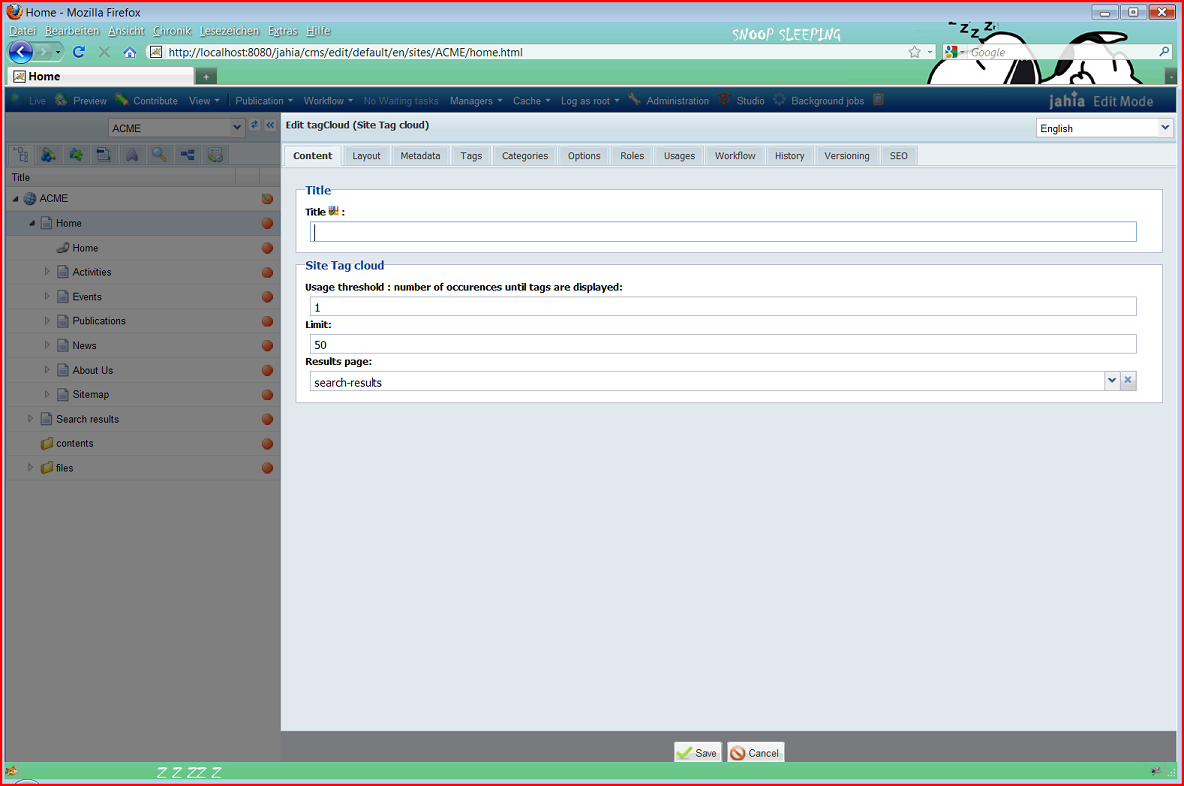 Home - Mozilla Firefox
Datei Bearbeiten Ansicht Chronik Lesezeichen Extras Hilfe
SNOOP SLEEPING
Z Z Z Z
http://localhost:8080/jahia/cms/edit/default/en/sites/ACME/home.html
Google
Home
Live Preview Contribute View Publication Workflow No Waiting tasks Managers Cache Log as root Administration Studio Background jobs jahia Edit Mode
ACME
Edit tagCloud (Site Tag cloud)
English
Content Layout Metadata Tags Categories Options Roles Usages Workflow History Versioning SEO
Title
ACME
Home
Home
Activities
Events
Publications
News
About Us
Sitemap
Search results
contents
files
Title
Title :
Site Tag cloud
Usage threshold : number of occurences until tags are displayed:
1
Limit:
50
Results page:
search-results
Save Cancel
Z Z ZZ Z